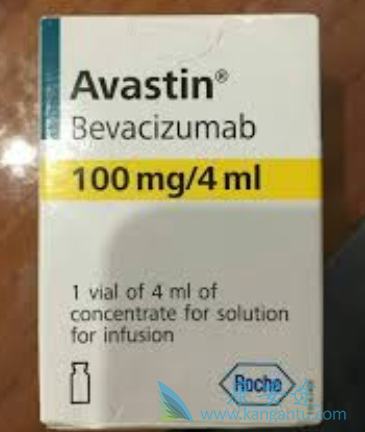 Avastin®
Bevacizumab
100 mg/4 ml
1 vial of 4 ml of
concentrate for solution
for infusion
Roche
www.kangantu.com